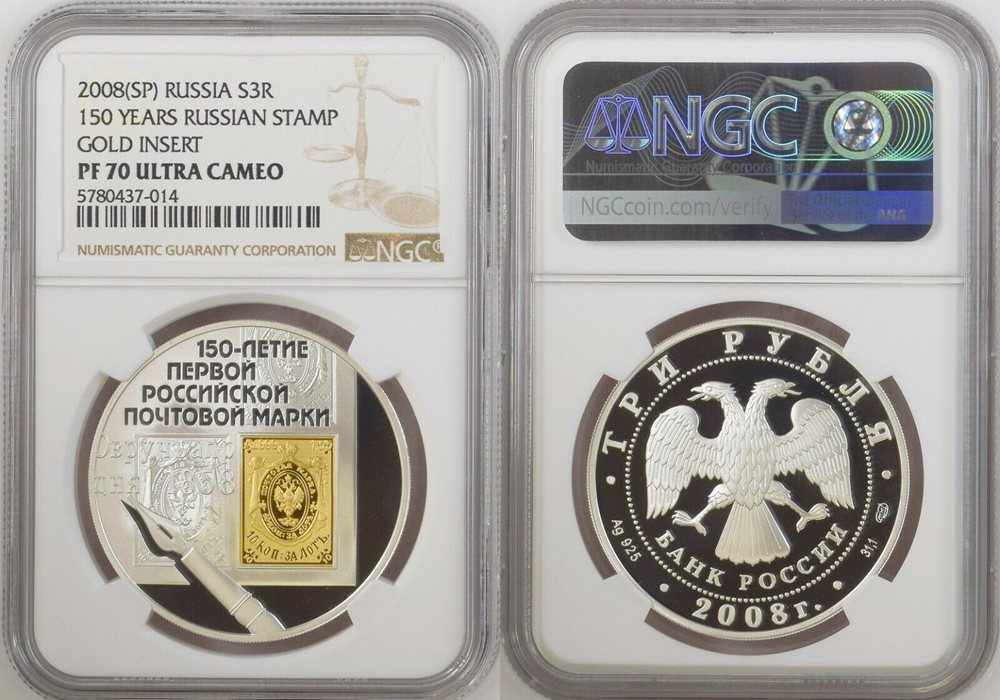 2008(SP) RUSSIA S3R
150 YEARS RUSSIAN STAMP
GOLD INSERT
PF 70 ULTRA CAMEO
5780437-014
NUMISMATIC GUARANTY CORPORATION NGC®
150-ЛЕТИЕ
ПЕРВОЙ
РОССИЙСКОЙ
ПОЧТОВОЙ МАРКИ
10 КОП: ЗА ЛОТЪ.
NGC
Numismatic Guaranty Corporation
NGCcoin.com/verify
The Official Grading
Service of the ANA
ТРИ РУБЛЯ
Ag 925
31,1
БАНК РОССИИ
2008 г.